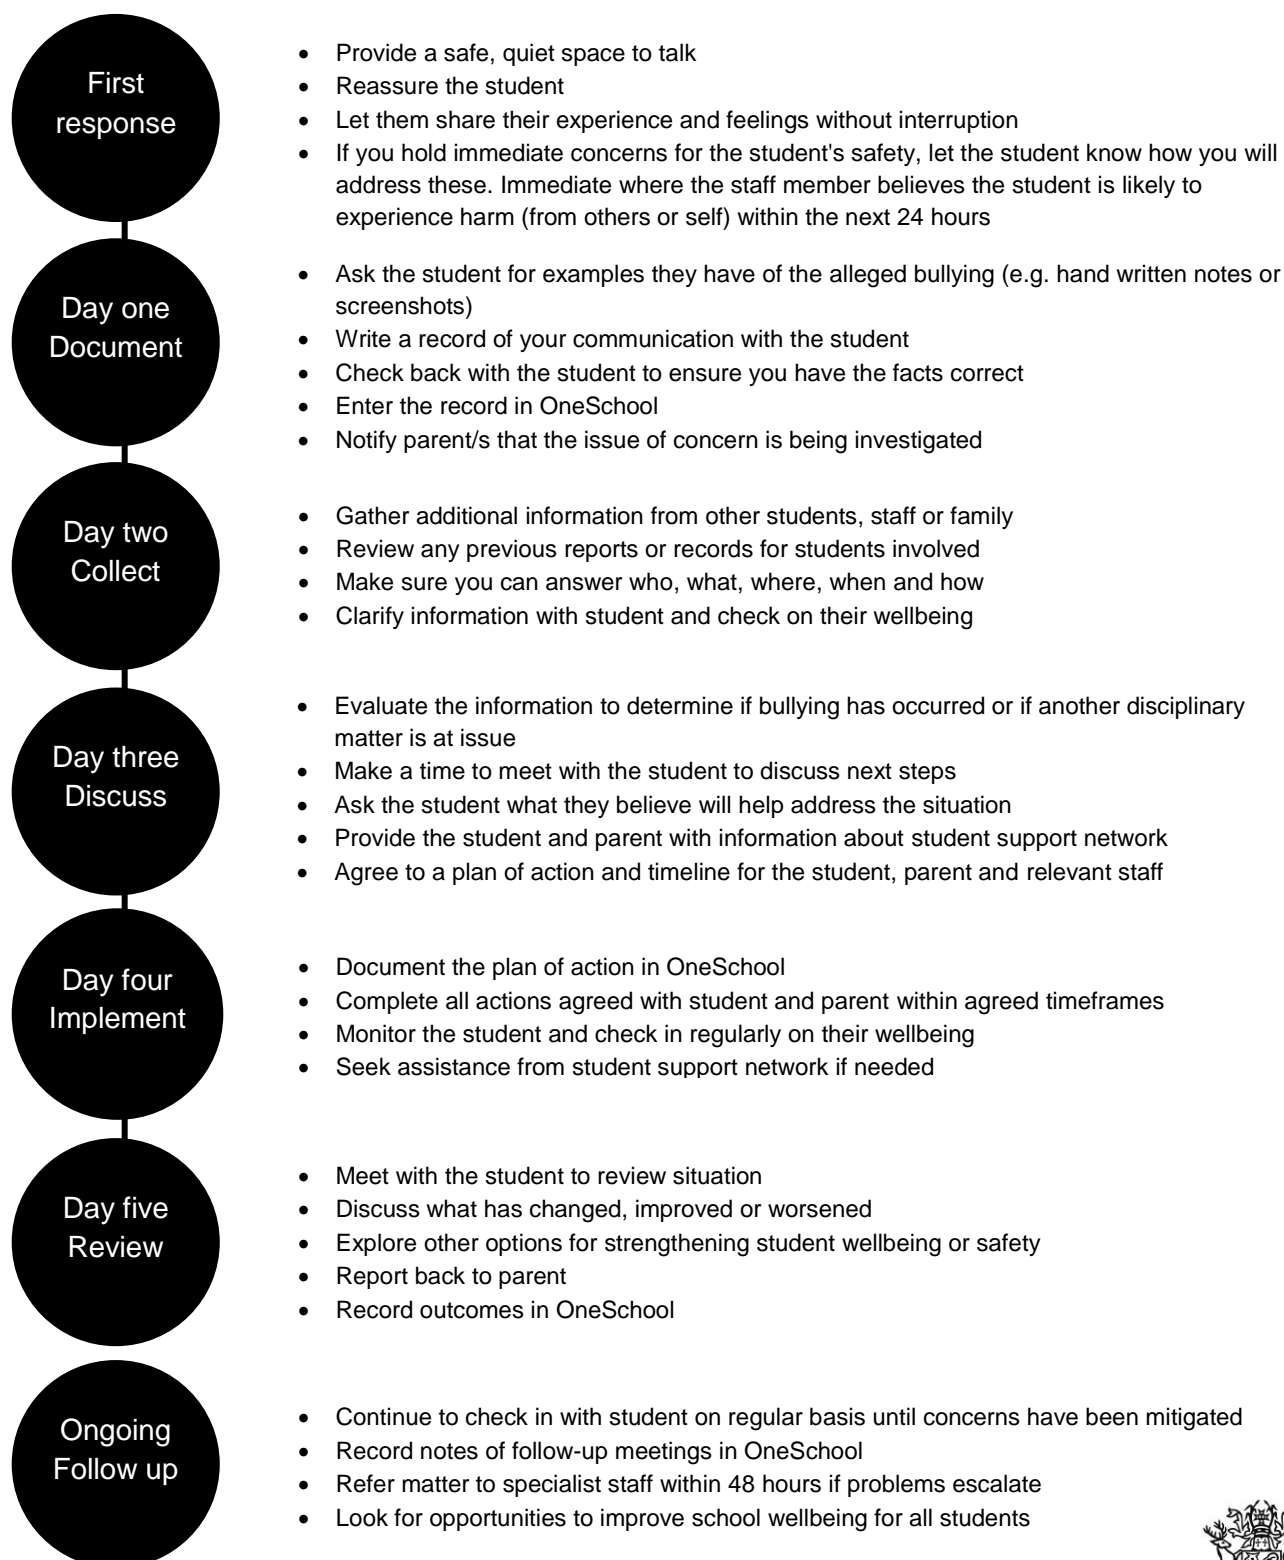 First
response
• Provide a safe, quiet space to talk
• Reassure the student
• Let them share their experience and feelings without interruption
• If you hold immediate concerns for the student's safety, let the student know how you will
address these. Immediate where the staff member believes the student is likely to
experience harm (from others or self) within the next 24 hours
Day one
Document
• Ask the student for examples they have of the alleged bullying (e.g. hand written notes or
screenshots)
• Write a record of your communication with the student
• Check back with the student to ensure you have the facts correct
• Enter the record in OneSchool
• Notify parent/s that the issue of concern is being investigated
Day two
Collect
• Gather additional information from other students, staff or family
• Review any previous reports or records for students involved
• Make sure you can answer who, what, where, when and how
• Clarify information with student and check on their wellbeing
Day three
Discuss
• Evaluate the information to determine if bullying has occurred or if another disciplinary
matter is at issue
• Make a time to meet with the student to discuss next steps
• Ask the student what they believe will help address the situation
• Provide the student and parent with information about student support network
• Agree to a plan of action and timeline for the student, parent and relevant staff
Day four
Implement
• Document the plan of action in OneSchool
• Complete all actions agreed with student and parent within agreed timeframes
• Monitor the student and check in regularly on their wellbeing
• Seek assistance from student support network if needed
Day five
Review
• Meet with the student to review situation
• Discuss what has changed, improved or worsened
• Explore other options for strengthening student wellbeing or safety
• Report back to parent
• Record outcomes in OneSchool
Ongoing
Follow up
• Continue to check in with student on regular basis until concerns have been mitigated
• Record notes of follow-up meetings in OneSchool
• Refer matter to specialist staff within 48 hours if problems escalate
• Look for opportunities to improve school wellbeing for all students